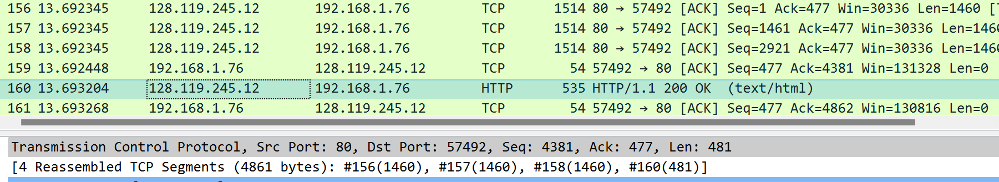 156 13.692345 128.119.245.12 192.168.1.76 TCP 1514 80 → 57492 [ACK] Seq=1 Ack=477 Win=30336 Len=1460 [
157 13.692345 128.119.245.12 192.168.1.76 TCP 1514 80 → 57492 [ACK] Seq=1461 Ack=477 Win=30336 Len=1460
158 13.692345 128.119.245.12 192.168.1.76 TCP 1514 80 → 57492 [ACK] Seq=2921 Ack=477 Win=30336 Len=1460
159 13.692448 192.168.1.76 128.119.245.12 TCP 54 57492 → 80 [ACK] Seq=477 Ack=4381 Win=131328 Len=0
160 13.693204 128.119.245.12 192.168.1.76 HTTP 535 HTTP/1.1 200 OK (text/html)
161 13.693268 192.168.1.76 128.119.245.12 TCP 54 57492 → 80 [ACK] Seq=477 Ack=4862 Win=130816 Len=0
Transmission Control Protocol, Src Port: 80, Dst Port: 57492, Seq: 4381, Ack: 477, Len: 481
[4 Reassembled TCP Segments (4861 bytes): #156(1460), #157(1460), #158(1460), #160(481)]